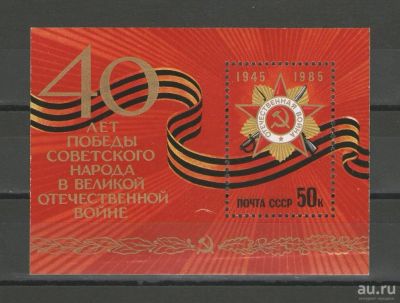 40
ЛЕТ
ПОБЕДЫ
СОВЕТСКОГО
НАРОДА
В ВЕЛИКОЙ
ОТЕЧЕСТВЕННОЙ
ВОЙНЕ
1945 1985
ОТЕЧЕСТВЕННАЯ ВОЙНА
ПОЧТА СССР 50к
au.ru